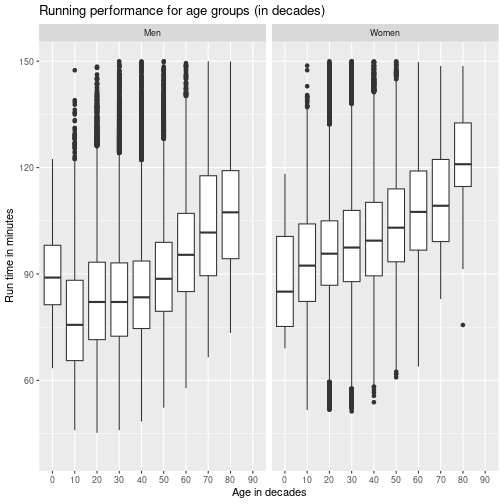 Running performance for age groups (in decades)
Men Women
150
120
90
60
Run time in minutes
0 10 20 30 40 50 60 70 80 90 0 10 20 30 40 50 60 70 80 90
Age in decades